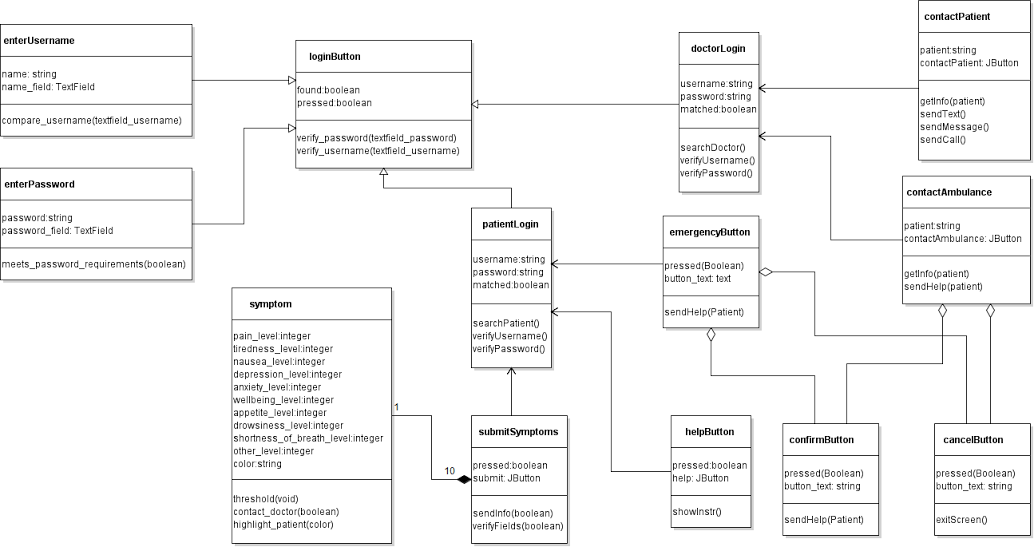 enterUsername
name: string
name_field: TextField
compare_username(textfield_username)
enterPassword
password:string
password_field: TextField
meets_password_requirements(boolean)
loginButton
found:boolean
pressed:boolean
verify_password(textfield_password)
verify_username(textfield_username)
doctorLogin
username:string
password:string
matched:boolean
searchDoctor()
verifyUsername()
verifyPassword()
contactPatient
patient:string
contactPatient: JButton
getInfo(patient)
sendText()
sendMessage()
sendCall()
contactAmbulance
patient:string
contactAmbulance: JButton
getInfo(patient)
sendHelp(patient)
patientLogin
username:string
password:string
matched:boolean
searchPatient()
verifyUsername()
verifyPassword()
emergencyButton
pressed(Boolean)
button_text: text
sendHelp(Patient)
symptom
pain_level:integer
tiredness_level:integer
nausea_level:integer
depression_level:integer
anxiety_level:integer
wellbeing_level:integer
appetite_level:integer
drowsiness_level:integer
shortness_of_breath_level:integer
other_level:integer
color:string
threshold(void)
contact_doctor(boolean)
highlight_patient(color)
1
10
submitSymptoms
pressed:boolean
submit: JButton
sendInfo(boolean)
verifyFields(boolean)
helpButton
pressed:boolean
help: JButton
showInstr()
confirmButton
pressed(Boolean)
button_text: string
sendHelp(Patient)
cancelButton
pressed(Boolean)
button_text: string
exitScreen()